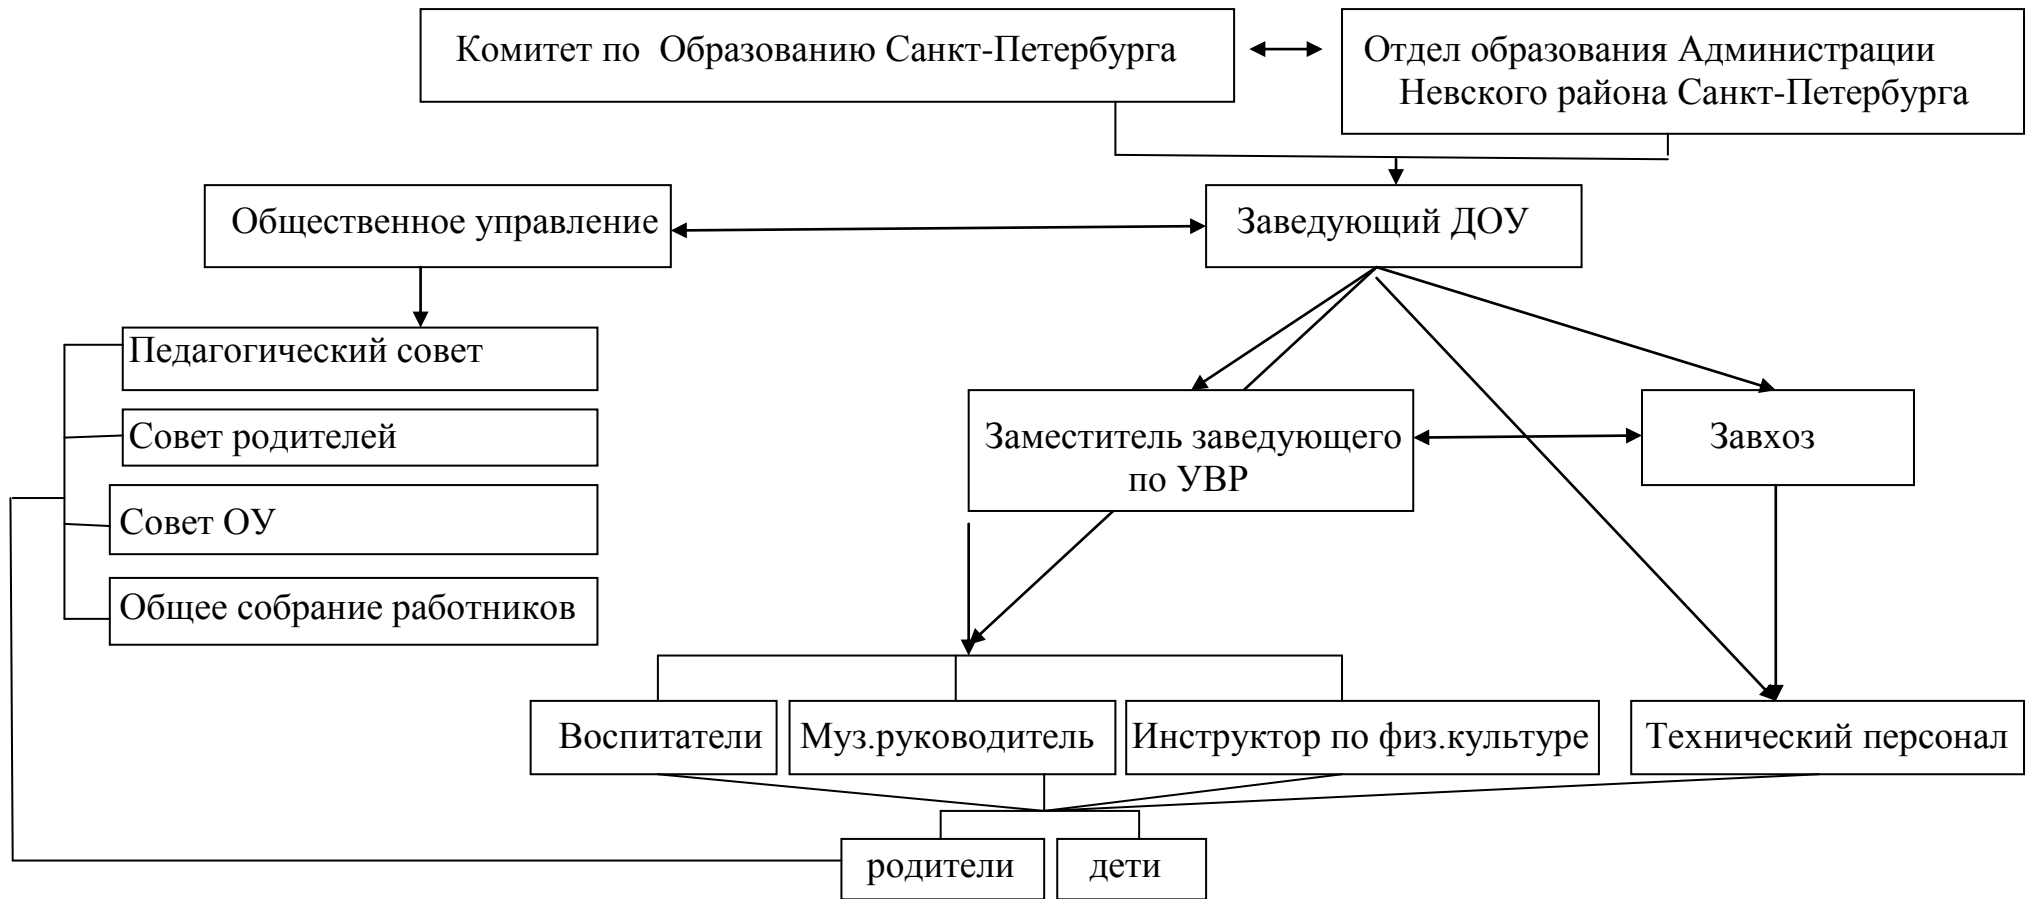 Комитет по Образованию Санкт-Петербурга
Отдел образования Администрации
Невского района Санкт-Петербурга
Общественное управление
Заведующий ДОУ
Педагогический совет
Совет родителей
Совет ОУ
Общее собрание работников
Заместитель заведующего
по УВР
Завхоз
Воспитатели
Муз.руководитель
Инструктор по физ.культуре
Технический персонал
родители
дети